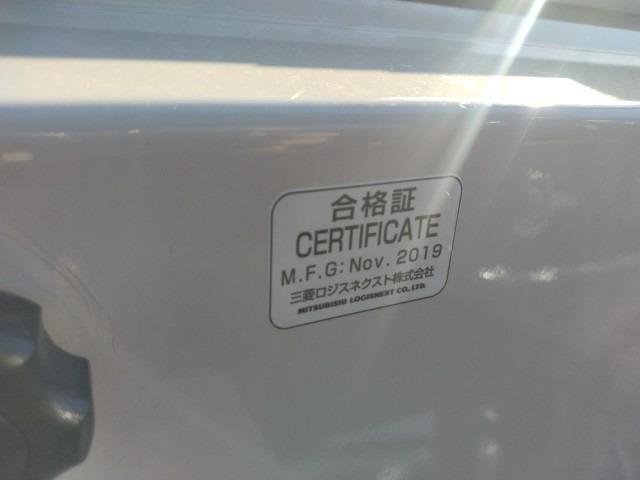 合格証
CERTIFICATE
M.F.G: Nov. 2019
三菱ロジスネクスト株式会社
MITSUBISHI LOGISNEXT CO., LTD.